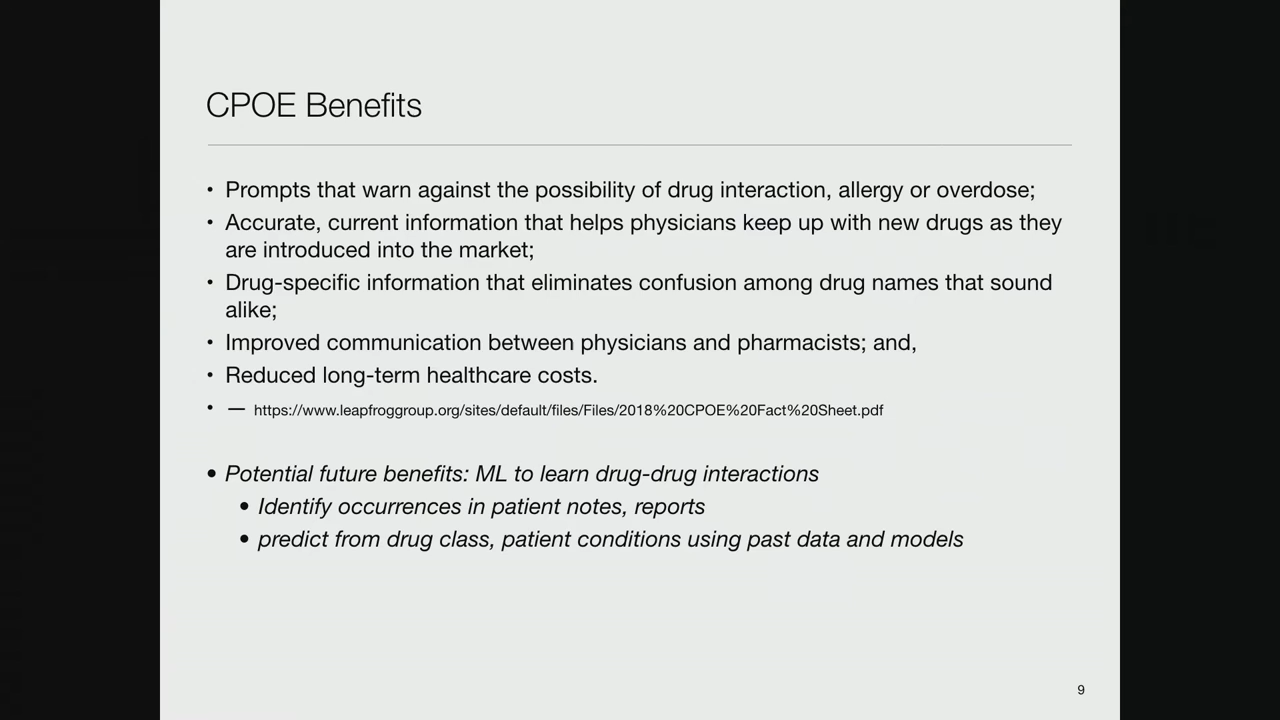 CPOE Benefits
• Prompts that warn against the possibility of drug interaction, allergy or overdose;
• Accurate, current information that helps physicians keep up with new drugs as they
are introduced into the market;
• Drug-specific information that eliminates confusion among drug names that sound
alike;
• Improved communication between physicians and pharmacists; and,
• Reduced long-term healthcare costs.
• — https://www.leapfroggroup.org/sites/default/files/Files/2018%20CPOE%20Fact%20Sheet.pdf
• Potential future benefits: ML to learn drug-drug interactions
• Identify occurrences in patient notes, reports
• predict from drug class, patient conditions using past data and models
9